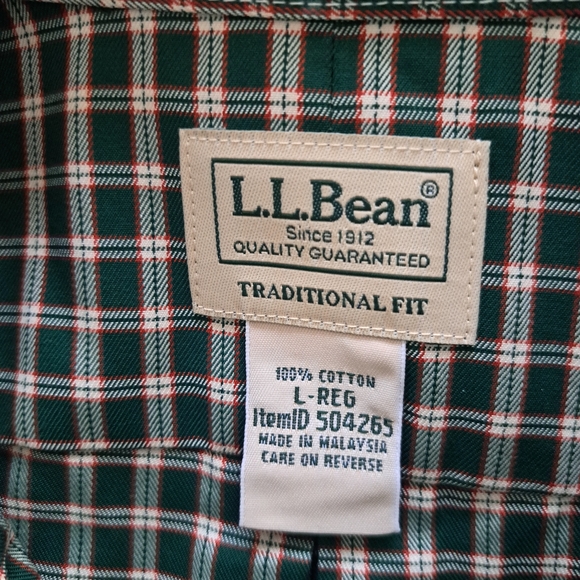 L.L.Bean®
Since 1912
QUALITY GUARANTEED
TRADITIONAL FIT
100% COTTON
L-REG
ItemID 504265
MADE IN MALAYSIA
CARE ON REVERSE